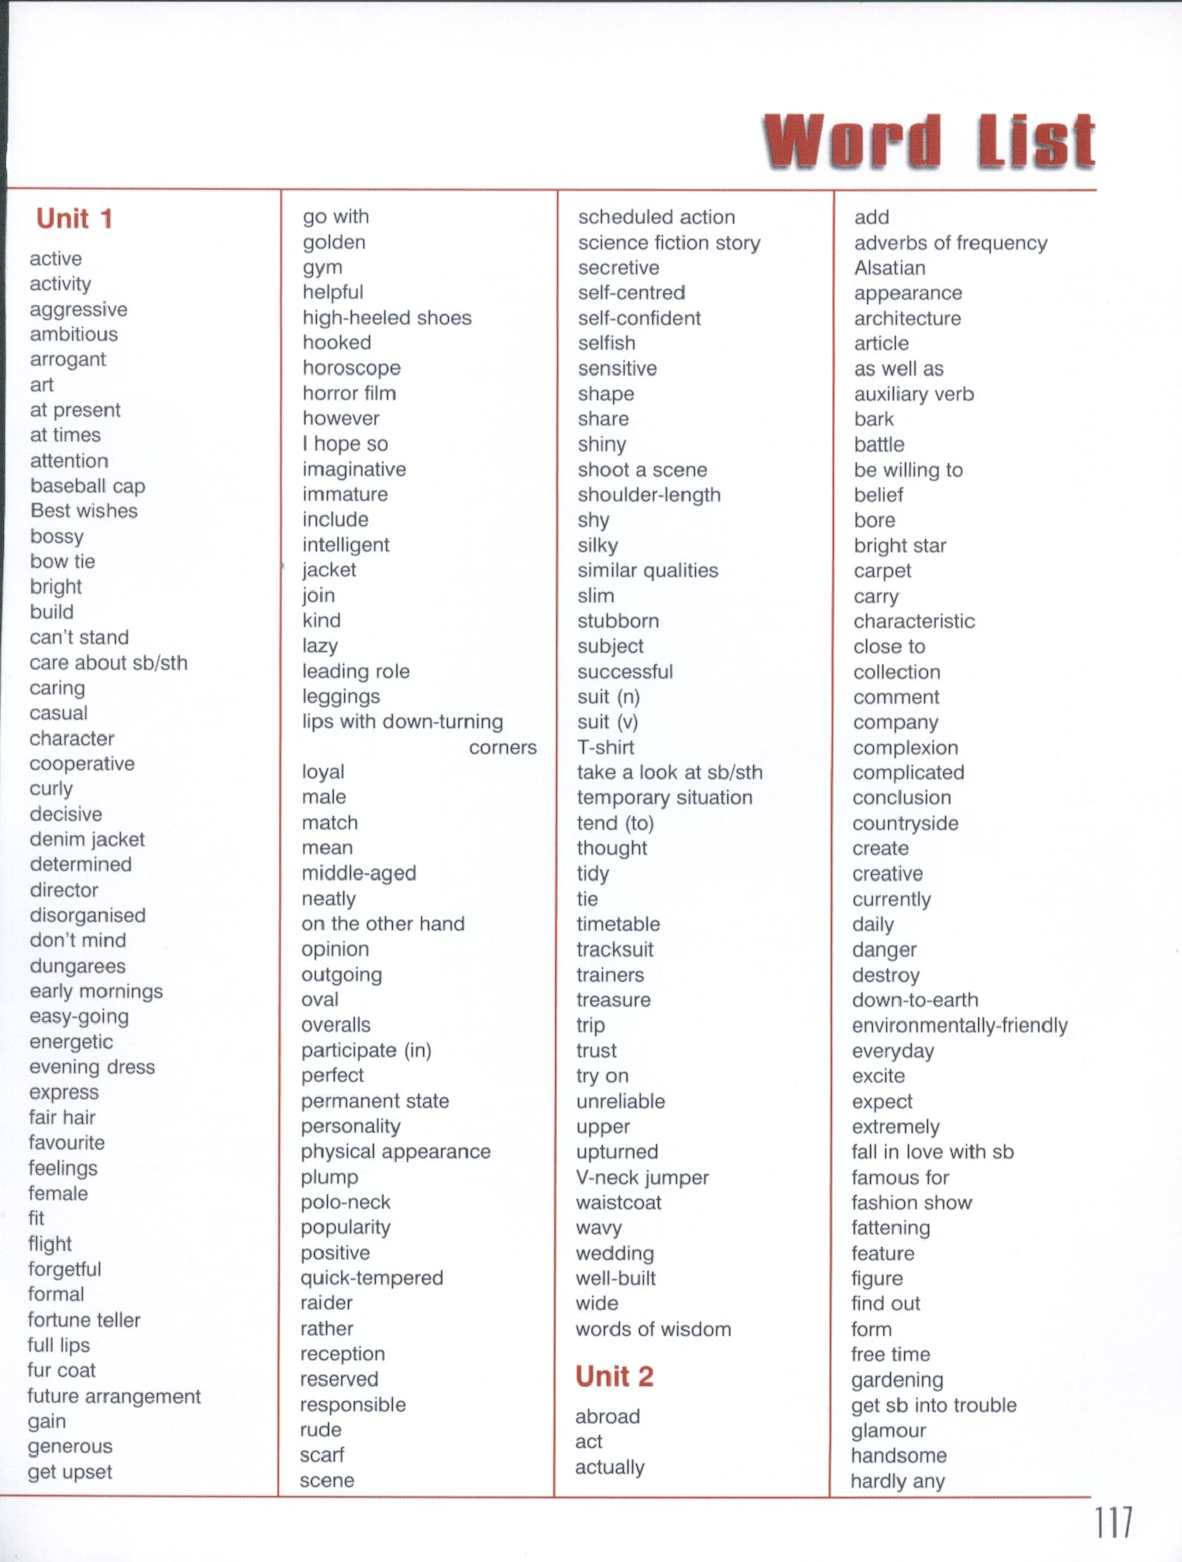 Word List
Unit 1
active
activity
aggressive
ambitious
arrogant
art
at present
at times
attention
baseball cap
Best wishes
bossy
bow tie
bright
build
can't stand
care about sb/sth
caring
casual
character
cooperative
curly
decisive
denim jacket
determined
director
disorganised
don't mind
dungarees
early mornings
easy-going
energetic
evening dress
express
fair hair
favourite
feelings
female
fit
flight
forgetful
formal
fortune teller
full lips
fur coat
future arrangement
gain
generous
get upset
go with
golden
gym
helpful
high-heeled shoes
hooked
horoscope
horror film
however
I hope so
imaginative
immature
include
intelligent
jacket
join
kind
lazy
leading role
leggings
lips with down-turning
corners
loyal
male
match
mean
middle-aged
neatly
on the other hand
opinion
outgoing
oval
overalls
participate (in)
perfect
permanent state
personality
physical appearance
plump
polo-neck
popularity
positive
quick-tempered
raider
rather
reception
reserved
responsible
rude
scarf
scene
scheduled action
science fiction story
secretive
self-centred
self-confident
selfish
sensitive
shape
share
shiny
shoot a scene
shoulder-length
shy
silky
similar qualities
slim
stubborn
subject
successful
suit (n)
suit (v)
T-shirt
take a look at sb/sth
temporary situation
tend (to)
thought
tidy
tie
timetable
tracksuit
trainers
treasure
trip
trust
try on
unreliable
upper
upturned
V-neck jumper
waistcoat
wavy
wedding
well-built
wide
words of wisdom
Unit 2
abroad
act
actually
add
adverbs of frequency
Alsatian
appearance
architecture
article
as well as
auxiliary verb
bark
battle
be willing to
belief
bore
bright star
carpet
carry
characteristic
close to
collection
comment
company
complexion
complicated
conclusion
countryside
create
creative
currently
daily
danger
destroy
down-to-earth
environmentally-friendly
everyday
excite
expect
extremely
fall in love with sb
famous for
fashion show
fattening
feature
figure
find out
form
free time
gardening
get sb into trouble
glamour
handsome
hardly any
117